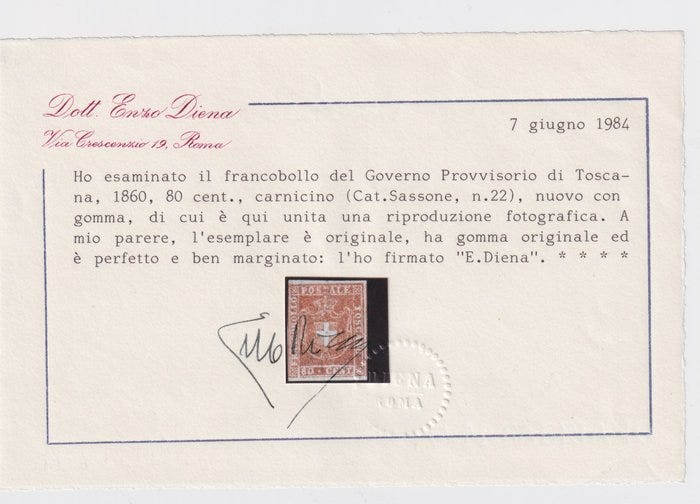 Dott. Enzo Diena
Via Crescenzio 19, Roma
7 giugno 1984
Ho esaminato il francobollo del Governo Provvisorio di Tosca-
na, 1860, 80 cent., carnicino (Cat.Sassone, n.22), nuovo con
gomma, di cui è qui unita una riproduzione fotografica. A
mio parere, l'esemplare è originale, ha gomma originale ed
è perfetto e ben marginato: l'ho firmato "E.Diena". * * * *
POSTALE
CENT
DIENA
ROMA